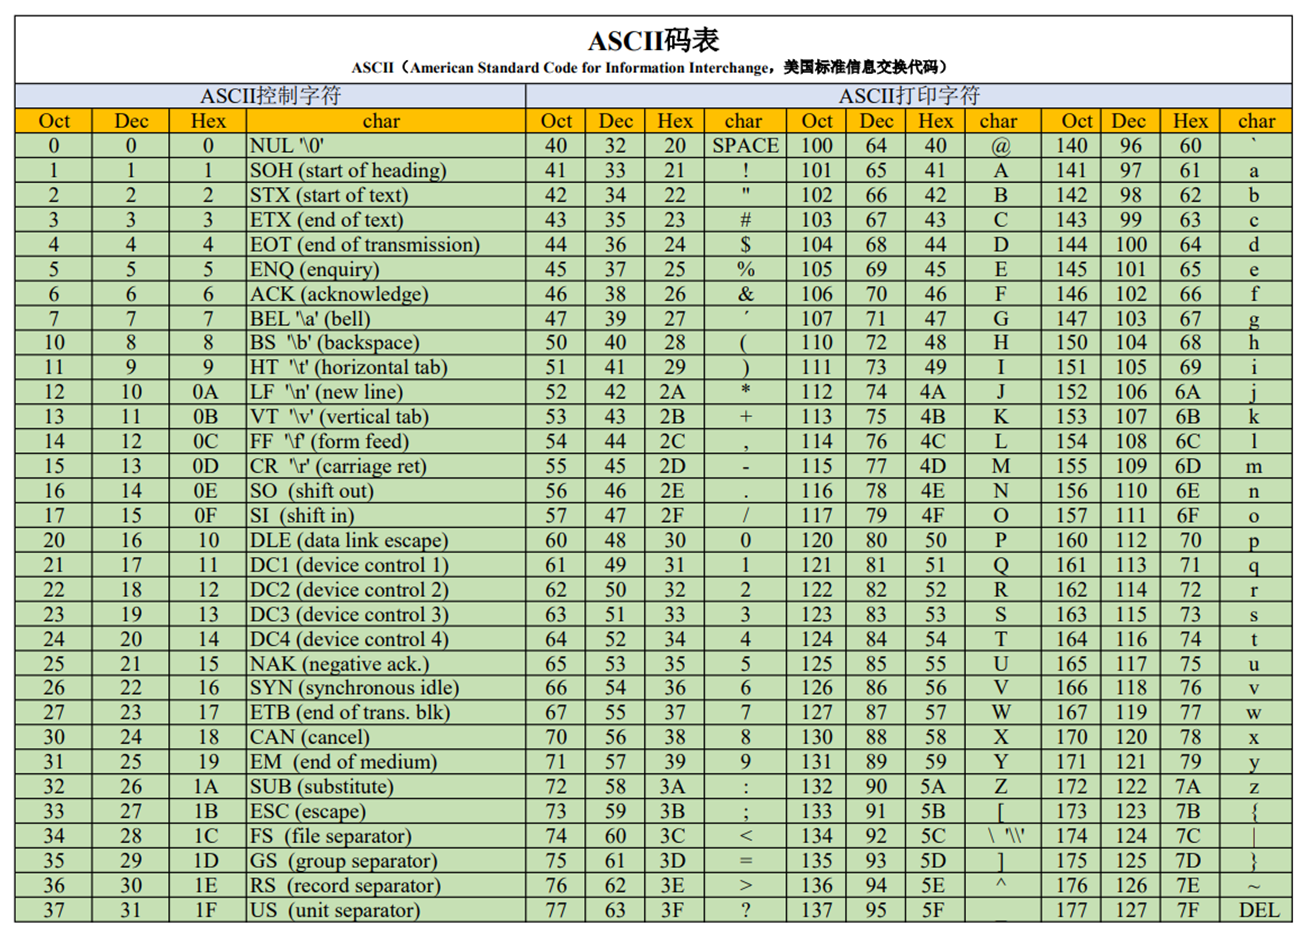 ASCII码表
ASCII（American Standard Code for Information Interchange，美国标准信息交换代码）
ASCII控制字符 ASCII打印字符
Oct Dec Hex char Oct Dec Hex char Oct Dec Hex char Oct Dec Hex char
0 0 0 NUL '\0' 40 32 20 SPACE 100 64 40 @ 140 96 60 `
1 1 1 SOH (start of heading) 41 33 21 ! 101 65 41 A 141 97 61 a
2 2 2 STX (start of text) 42 34 22 " 102 66 42 B 142 98 62 b
3 3 3 ETX (end of text) 43 35 23 # 103 67 43 C 143 99 63 c
4 4 4 EOT (end of transmission) 44 36 24 $ 104 68 44 D 144 100 64 d
5 5 5 ENQ (enquiry) 45 37 25 % 105 69 45 E 145 101 65 e
6 6 6 ACK (acknowledge) 46 38 26 & 106 70 46 F 146 102 66 f
7 7 7 BEL '\a' (bell) 47 39 27 ´ 107 71 47 G 147 103 67 g
10 8 8 BS '\b' (backspace) 50 40 28 ( 110 72 48 H 150 104 68 h
11 9 9 HT '\t' (horizontal tab) 51 41 29 ) 111 73 49 I 151 105 69 i
12 10 0A LF '\n' (new line) 52 42 2A * 112 74 4A J 152 106 6A j
13 11 0B VT '\v' (vertical tab) 53 43 2B + 113 75 4B K 153 107 6B k
14 12 0C FF '\f' (form feed) 54 44 2C , 114 76 4C L 154 108 6C l
15 13 0D CR '\r' (carriage ret) 55 45 2D - 115 77 4D M 155 109 6D m
16 14 0E SO (shift out) 56 46 2E . 116 78 4E N 156 110 6E n
17 15 0F SI (shift in) 57 47 2F / 117 79 4F O 157 111 6F o
20 16 10 DLE (data link escape) 60 48 30 0 120 80 50 P 160 112 70 p
21 17 11 DC1 (device control 1) 61 49 31 1 121 81 51 Q 161 113 71 q
22 18 12 DC2 (device control 2) 62 50 32 2 122 82 52 R 162 114 72 r
23 19 13 DC3 (device control 3) 63 51 33 3 123 83 53 S 163 115 73 s
24 20 14 DC4 (device control 4) 64 52 34 4 124 84 54 T 164 116 74 t
25 21 15 NAK (negative ack.) 65 53 35 5 125 85 55 U 165 117 75 u
26 22 16 SYN (synchronous idle) 66 54 36 6 126 86 56 V 166 118 76 v
27 23 17 ETB (end of trans. blk) 67 55 37 7 127 87 57 W 167 119 77 w
30 24 18 CAN (cancel) 70 56 38 8 130 88 58 X 170 120 78 x
31 25 19 EM (end of medium) 71 57 39 9 131 89 59 Y 171 121 79 y
32 26 1A SUB (substitute) 72 58 3A : 132 90 5A Z 172 122 7A z
33 27 1B ESC (escape) 73 59 3B ; 133 91 5B [ 173 123 7B {
34 28 1C FS (file separator) 74 60 3C < 134 92 5C \ '\\' 174 124 7C |
35 29 1D GS (group separator) 75 61 3D = 135 93 5D ] 175 125 7D }
36 30 1E RS (record separator) 76 62 3E > 136 94 5E ^ 176 126 7E ~
37 31 1F US (unit separator) 77 63 3F ? 137 95 5F _ 177 127 7F DEL